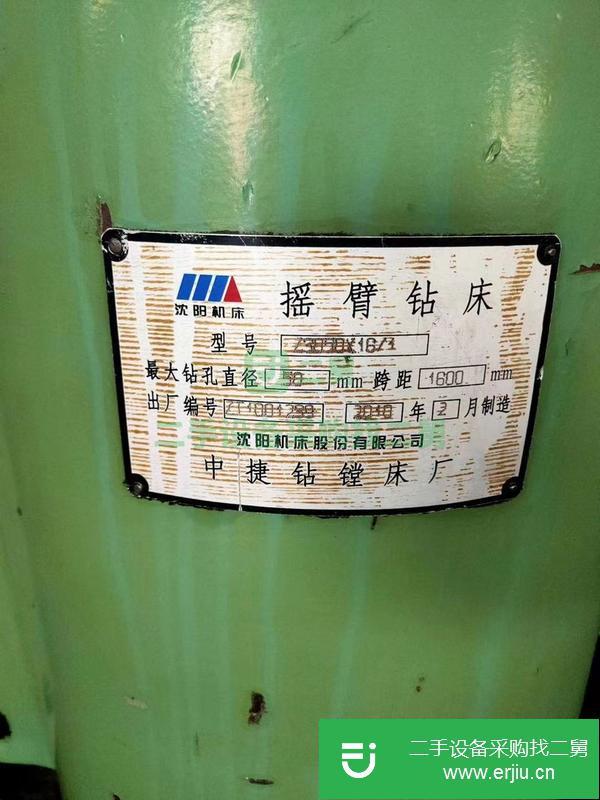 沈阳机床
摇臂钻床
型号 Z3050X16/1
最大钻孔直径 50 mm 跨距 1600 mm
出厂编号 ZT1001299 2010 年 2 月制造
沈阳机床股份有限公司
中捷钻镗床厂
二手设备采购找二舅
www.erjiu.cn